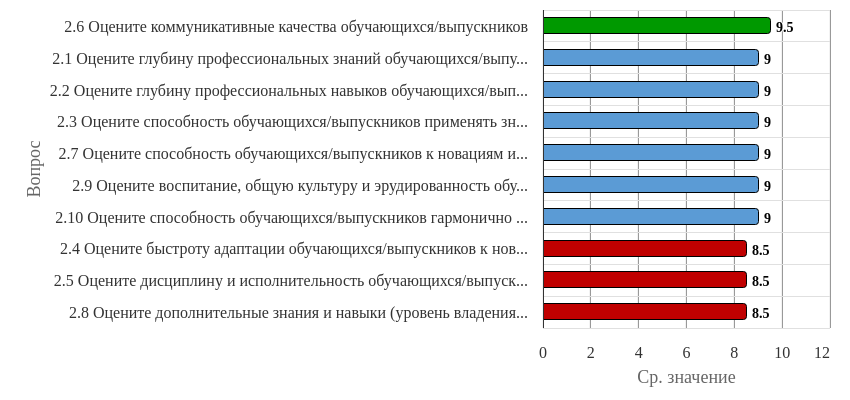 2.6 Оцените коммуникативные качества обучающихся/выпускников 9.5
2.1 Оцените глубину профессиональных знаний обучающихся/выпу... 9
2.2 Оцените глубину профессиональных навыков обучающихся/вып... 9
2.3 Оцените способность обучающихся/выпускников применять зн... 9
2.7 Оцените способность обучающихся/выпускников к новациям и... 9
2.9 Оцените воспитание, общую культуру и эрудированность обу... 9
2.10 Оцените способность обучающихся/выпускников гармонично ... 9
2.4 Оцените быстроту адаптации обучающихся/выпускников к нов... 8.5
2.5 Оцените дисциплину и исполнительность обучающихся/выпуск... 8.5
2.8 Оцените дополнительные знания и навыки (уровень владения... 8.5
Вопрос
0 2 4 6 8 10 12
Ср. значение